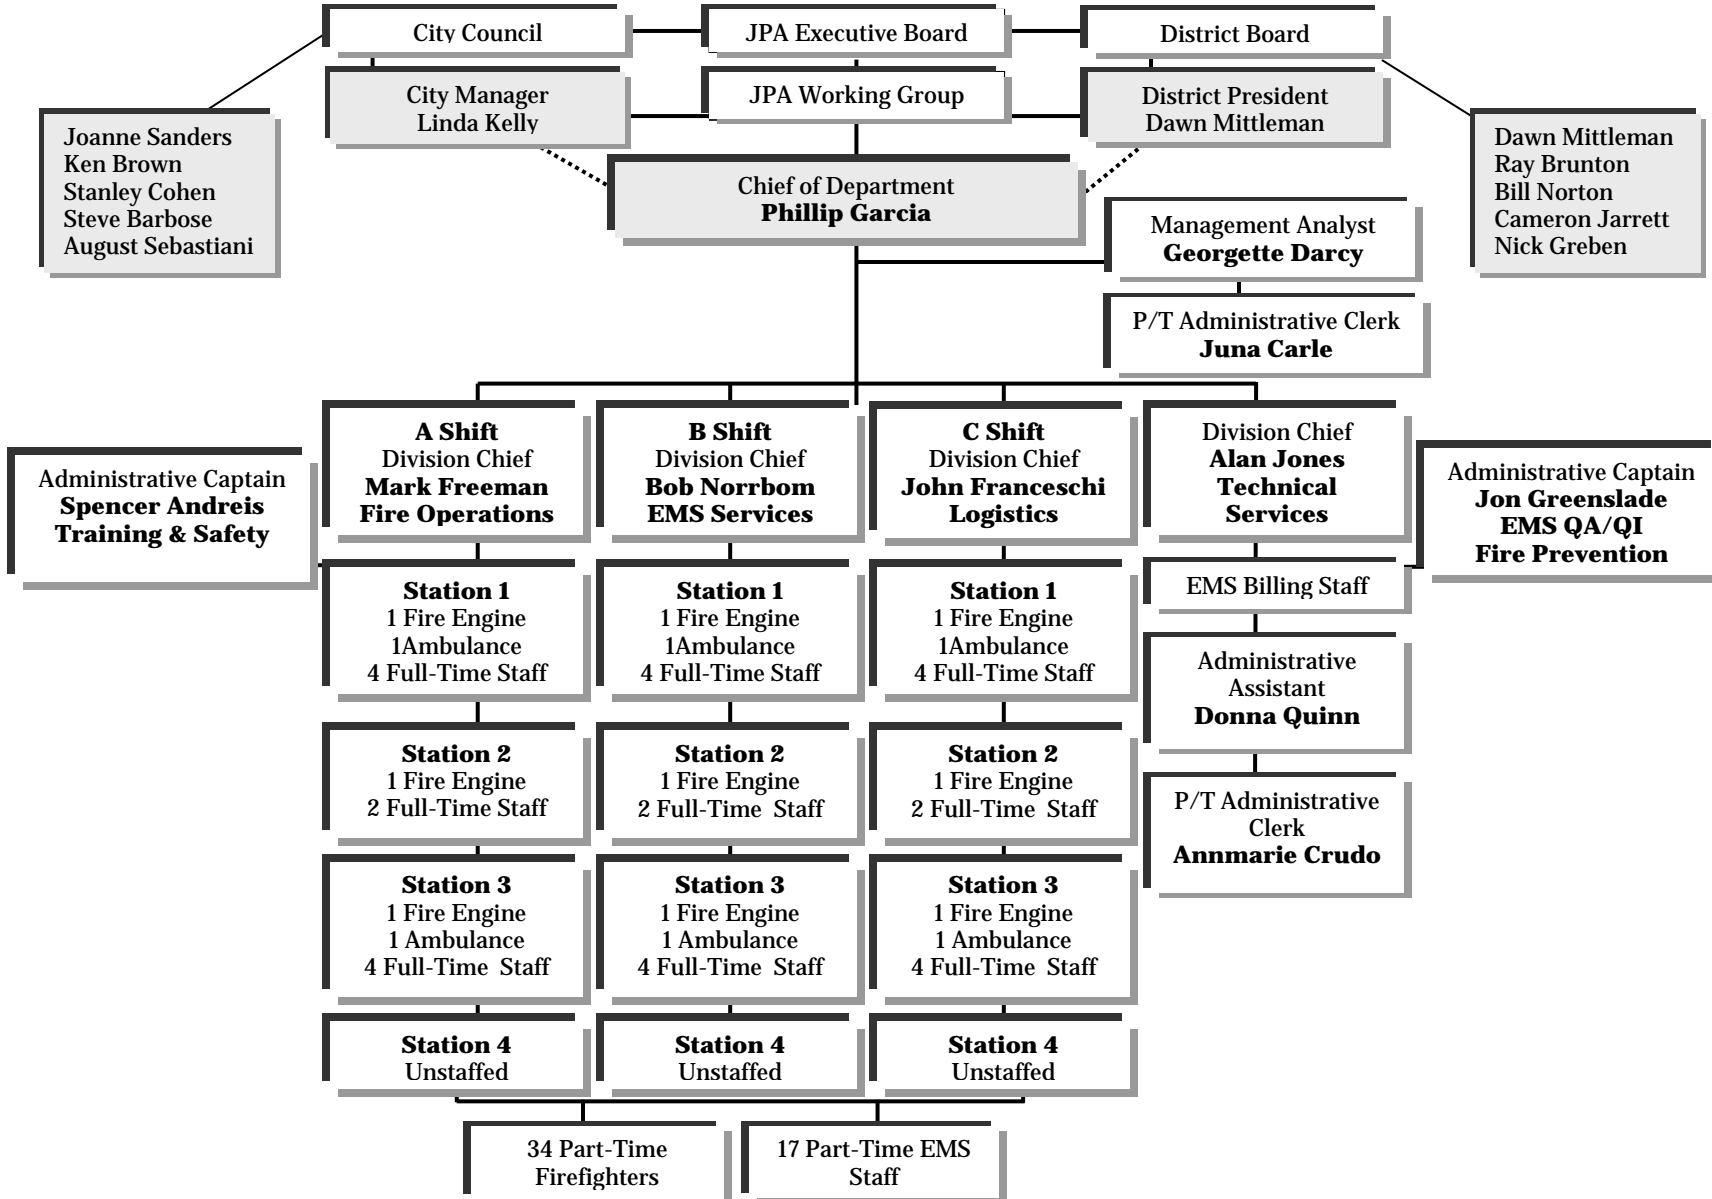 City Council
JPA Executive Board
District Board
City Manager
Linda Kelly
JPA Working Group
District President
Dawn Mittleman
Joanne Sanders
Ken Brown
Stanley Cohen
Steve Barbose
August Sebastiani
Dawn Mittleman
Ray Brunton
Bill Norton
Cameron Jarrett
Nick Greben
Chief of Department
Phillip Garcia
Management Analyst
Georgette Darcy
P/T Administrative Clerk
Juna Carle
Administrative Captain
Spencer Andreis
Training & Safety
A Shift
Division Chief
Mark Freeman
Fire Operations
B Shift
Division Chief
Bob Norrbom
EMS Services
C Shift
Division Chief
John Franceschi
Logistics
Division Chief
Alan Jones
Technical
Services
Administrative Captain
Jon Greenslade
EMS QA/QI
Fire Prevention
Station 1
1 Fire Engine
1Ambulance
4 Full-Time Staff
Station 1
1 Fire Engine
1Ambulance
4 Full-Time Staff
Station 1
1 Fire Engine
1Ambulance
4 Full-Time Staff
EMS Billing Staff
Administrative
Assistant
Donna Quinn
Station 2
1 Fire Engine
2 Full-Time Staff
Station 2
1 Fire Engine
2 Full-Time  Staff
Station 2
1 Fire Engine
2 Full-Time  Staff
P/T Administrative
Clerk
Annmarie Crudo
Station 3
1 Fire Engine
1 Ambulance
4 Full-Time  Staff
Station 3
1 Fire Engine
1 Ambulance
4 Full-Time  Staff
Station 3
1 Fire Engine
1 Ambulance
4 Full-Time  Staff
Station 4
Unstaffed
Station 4
Unstaffed
Station 4
Unstaffed
34 Part-Time
Firefighters
17 Part-Time EMS
Staff